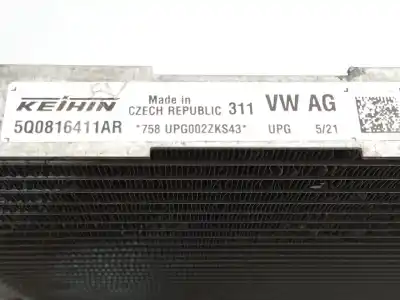 KEIHIN Made in CZECH REPUBLIC 311 VW AG
5Q0816411AR *758 UPG002ZKS43* UPG 5/21